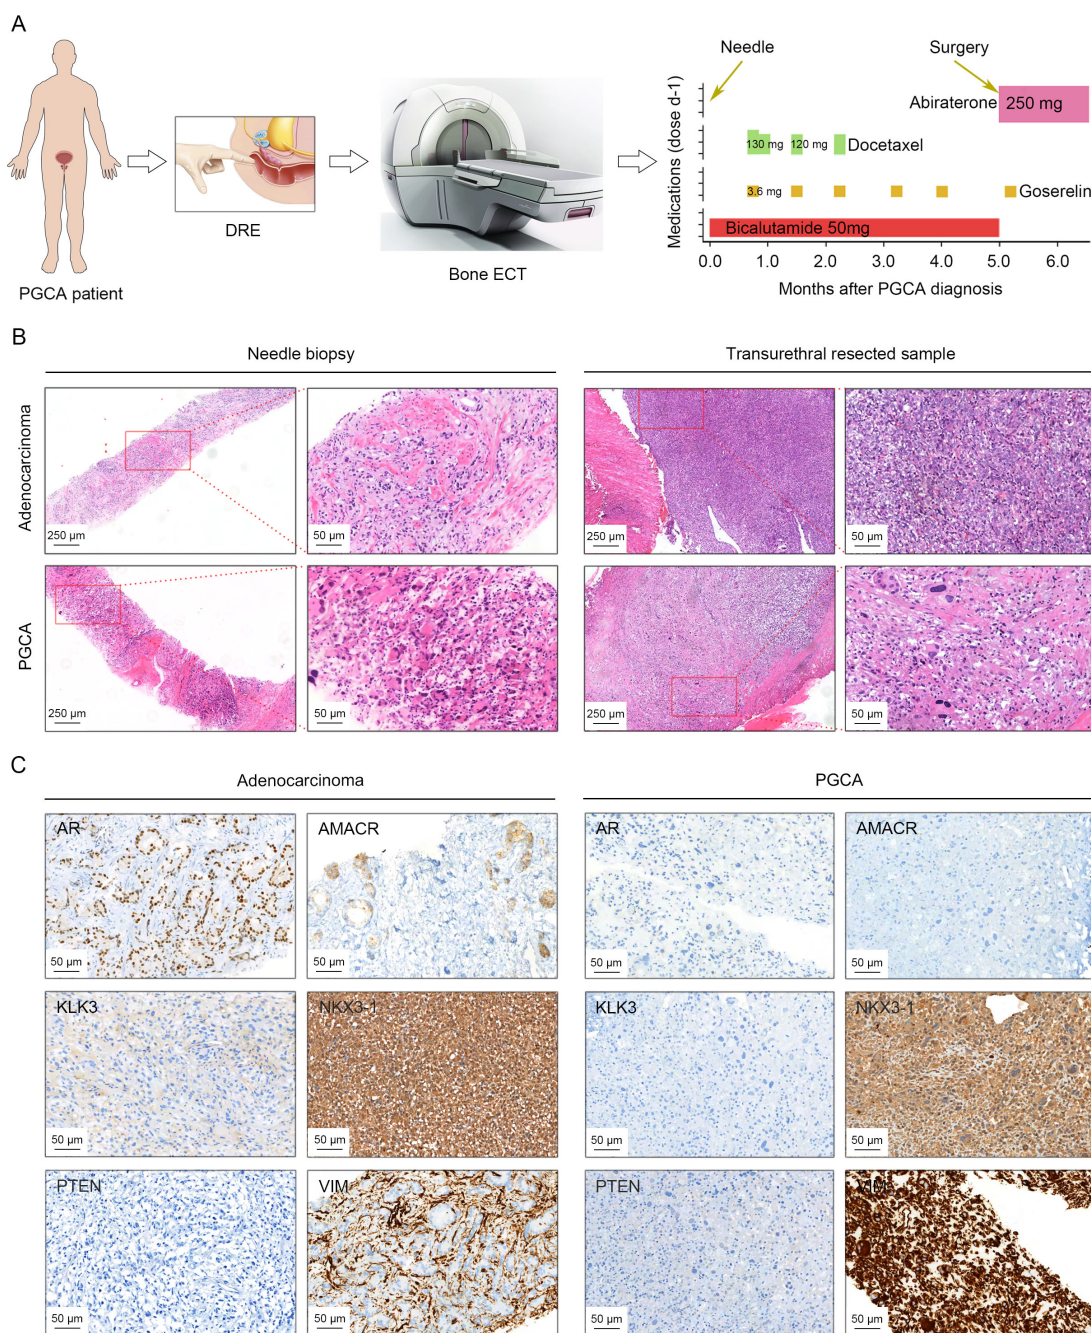 A
PGCA patient
DRE
Bone ECT
Needle
Surgery
Medications (dose d-1)
Abiraterone
250 mg
130 mg
120 mg
Docetaxel
3.6 mg
Goserelin
Bicalutamide 50mg
0.0 1.0 2.0 3.0 4.0 5.0 6.0
Months after PGCA diagnosis
B
Needle biopsy
Transurethral resected sample
Adenocarcinoma
250 µm
50 µm
250 µm
50 µm
PGCA
250 µm
50 µm
250 µm
50 µm
C
Adenocarcinoma
PGCA
AR
50 µm
AMACR
50 µm
AR
50 µm
AMACR
50 µm
KLK3
50 µm
NKX3-1
50 µm
KLK3
50 µm
NKX3-1
50 µm
PTEN
50 µm
VIM
50 µm
PTEN
50 µm
VIM
50 µm